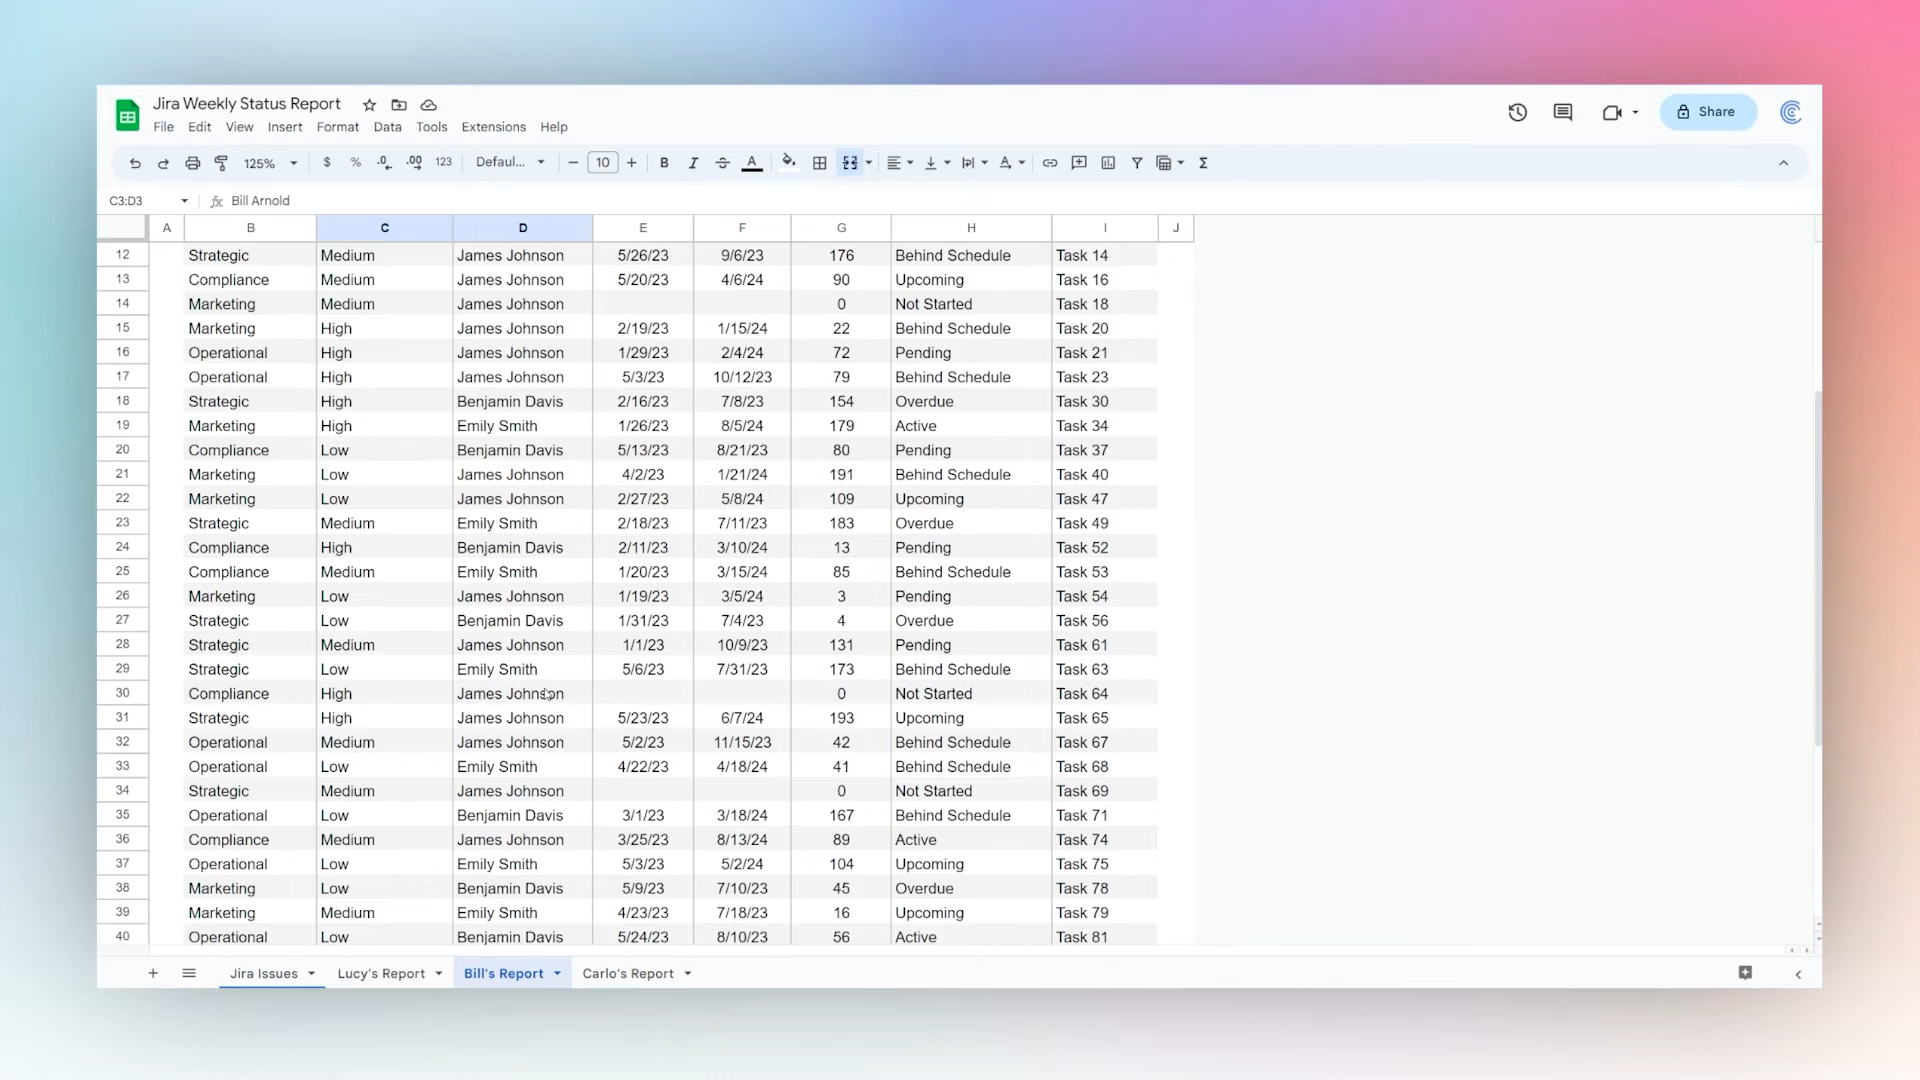 Jira Weekly Status Report
File Edit View Insert Format Data Tools Extensions Help
Share
125% $ % .0 .00 123 Defaul... − 10 + B I A
C3:D3 fx Bill Arnold
A B C D E F G H I J
12 Strategic Medium James Johnson 5/26/23 9/6/23 176 Behind Schedule Task 14
13 Compliance Medium James Johnson 5/20/23 4/6/24 90 Upcoming Task 16
14 Marketing Medium James Johnson 0 Not Started Task 18
15 Marketing High James Johnson 2/19/23 1/15/24 22 Behind Schedule Task 20
16 Operational High James Johnson 1/29/23 2/4/24 72 Pending Task 21
17 Operational High James Johnson 5/3/23 10/12/23 79 Behind Schedule Task 23
18 Strategic High Benjamin Davis 2/16/23 7/8/23 154 Overdue Task 30
19 Marketing High Emily Smith 1/26/23 8/5/24 179 Active Task 34
20 Compliance Low Benjamin Davis 5/13/23 8/21/23 80 Pending Task 37
21 Marketing Low James Johnson 4/2/23 1/21/24 191 Behind Schedule Task 40
22 Marketing Low James Johnson 2/27/23 5/8/24 109 Upcoming Task 47
23 Strategic Medium Emily Smith 2/18/23 7/11/23 183 Overdue Task 49
24 Compliance High Benjamin Davis 2/11/23 3/10/24 13 Pending Task 52
25 Compliance Medium Emily Smith 1/20/23 3/15/24 85 Behind Schedule Task 53
26 Marketing Low James Johnson 1/19/23 3/5/24 3 Pending Task 54
27 Strategic Low Benjamin Davis 1/31/23 7/4/23 4 Overdue Task 56
28 Strategic Medium James Johnson 1/1/23 10/9/23 131 Pending Task 61
29 Strategic Low Emily Smith 5/6/23 7/31/23 173 Behind Schedule Task 63
30 Compliance High James Johnson 0 Not Started Task 64
31 Strategic High James Johnson 5/23/23 6/7/24 193 Upcoming Task 65
32 Operational Medium James Johnson 5/2/23 11/15/23 42 Behind Schedule Task 67
33 Operational Low Emily Smith 4/22/23 4/18/24 41 Behind Schedule Task 68
34 Strategic Medium James Johnson 0 Not Started Task 69
35 Operational Low Benjamin Davis 3/1/23 3/18/24 167 Behind Schedule Task 71
36 Compliance Medium James Johnson 3/25/23 8/13/24 89 Active Task 74
37 Operational Low Emily Smith 5/3/23 5/2/24 104 Upcoming Task 75
38 Marketing Low Benjamin Davis 5/9/23 7/10/23 45 Overdue Task 78
39 Marketing Medium Emily Smith 4/23/23 7/18/23 16 Upcoming Task 79
40 Operational Low Benjamin Davis 5/24/23 8/10/23 56 Active Task 81
Jira Issues Lucy's Report Bill's Report Carlo's Report